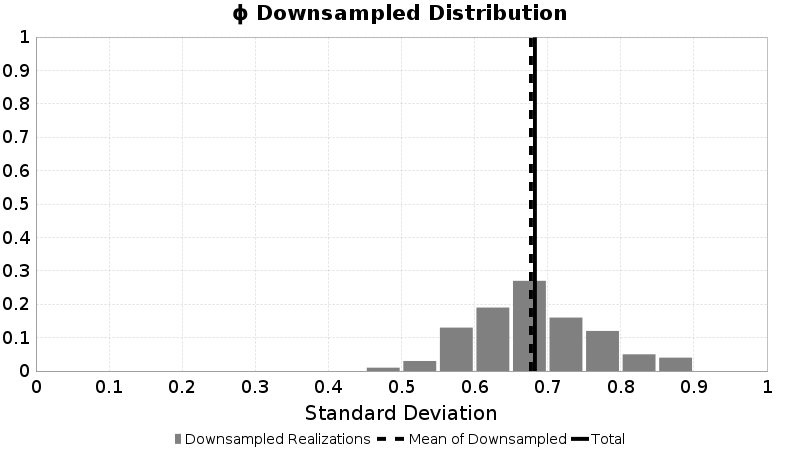 ϕ Downsampled Distribution
1
0.9
0.8
0.7
0.6
0.5
0.4
0.3
0.2
0.1
0
0 0.1 0.2 0.3 0.4 0.5 0.6 0.7 0.8 0.9 1
Standard Deviation
Downsampled Realizations Mean of Downsampled Total